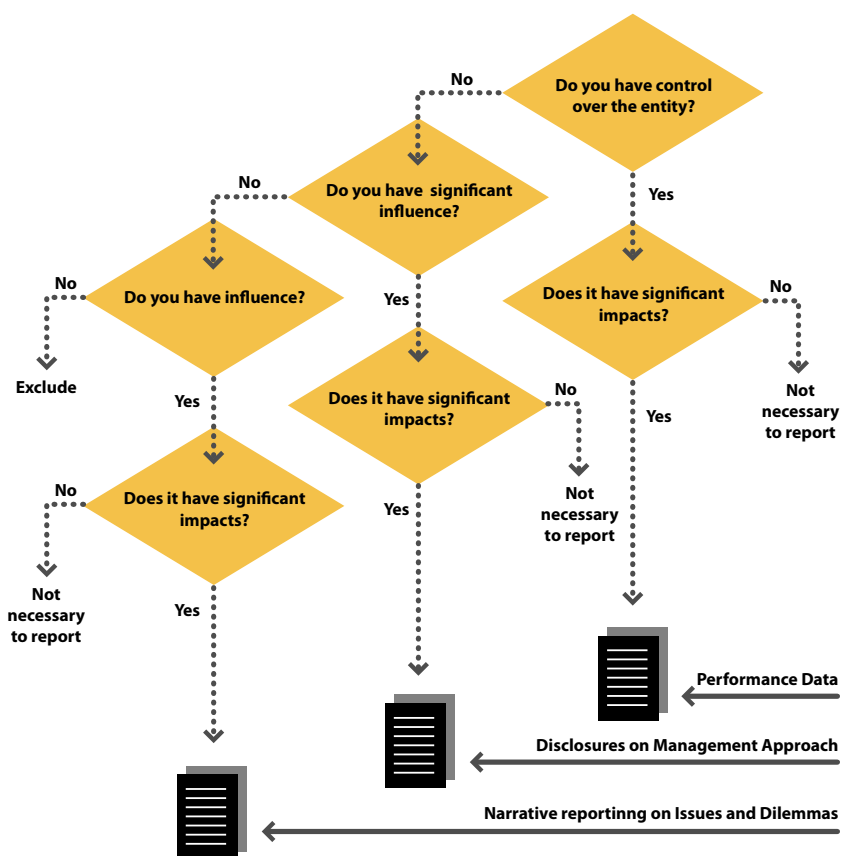 No
Do you have control
over the entity?
No
Do you have  significant
influence?
Yes
No
Do you have influence?
Yes
Does it have significant
impacts?
No
Exclude
Yes
Does it have significant
impacts?
No
Yes
Not
necessary
to report
No
Does it have significant
impacts?
Yes
Not
necessary
to report
Not
necessary
to report
Yes
Performance Data
Disclosures on Management Approach
Narrative reportinng on Issues and Dilemmas